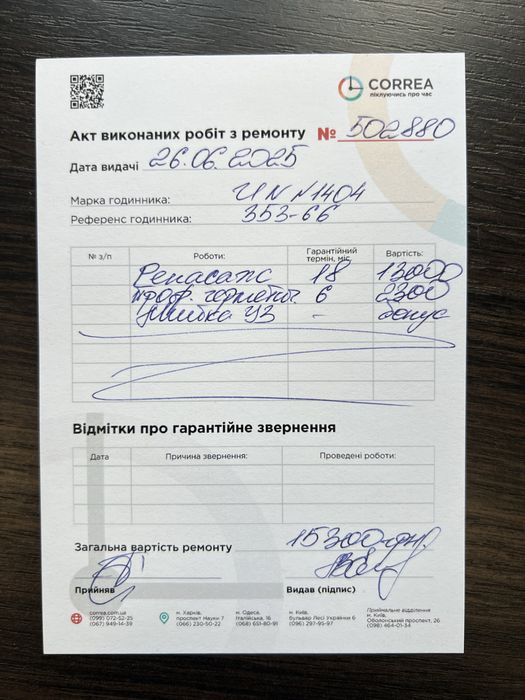 CORREA
піклуючись про час
Акт виконаних робіт з ремонту № 502880
Дата видачі 26.06.2025
Марка годинника: UN N1404
Референс годинника: 353-66
№ з/п Роботи: Гарантійний термін, міс. Вартість:
Репасаж 18 13000
проф. гермет. 6 2300
Мийка УЗ - бонус
Відмітки про гарантійне звернення
Дата Причина звернення: Проведені роботи:
Загальна вартість ремонту 15300 грн.
Прийняв Видав (підпис)
correa.com.ua
(099) 072-52-25
(067) 949-14-39
м. Харків,
проспект Науки 7
(066) 230-50-22
м. Одеса,
Італійська, 18
(068) 651-80-91
м. Київ,
бульвар Лесі Українки 6
(096) 297-95-97
Приймальне відділення
м. Київ,
Оболонський проспект, 26
(098) 464-01-34